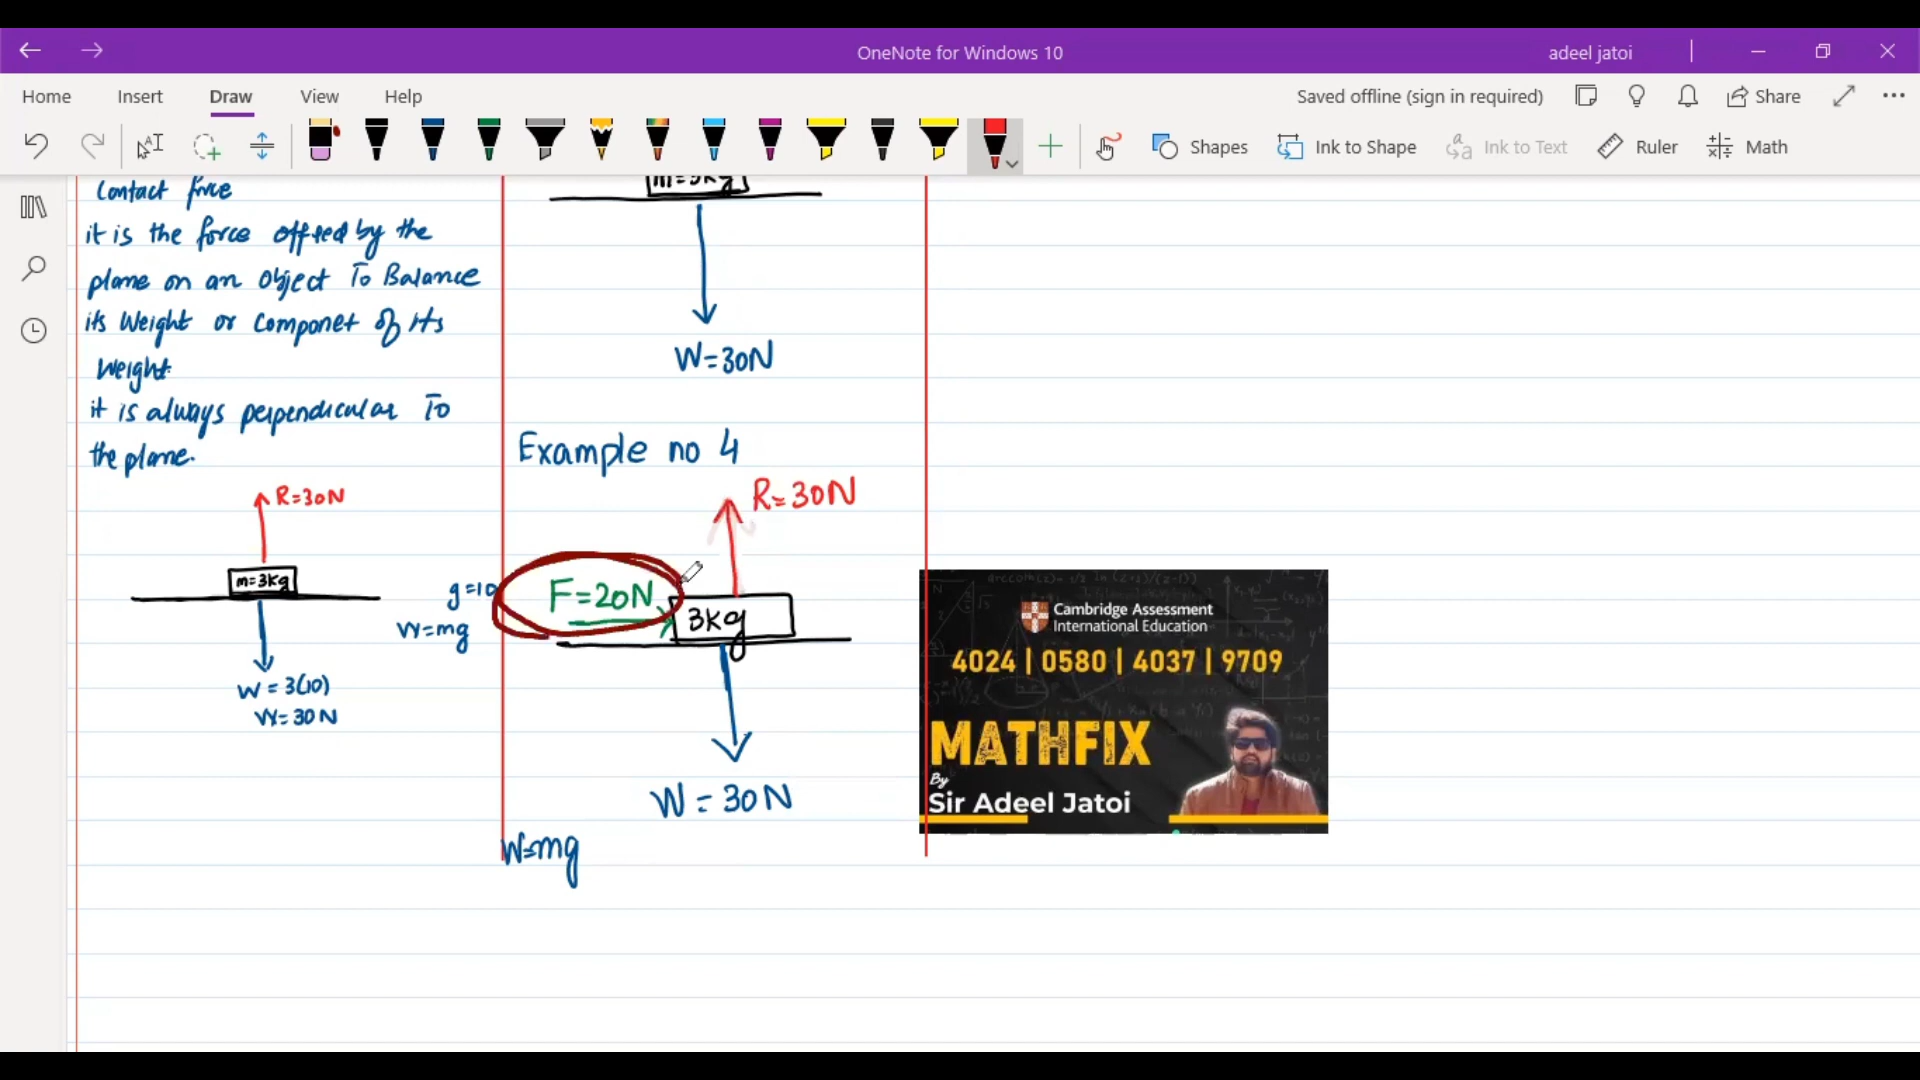 OneNote for Windows 10
adeel jatoi
Home Insert Draw View Help
Saved offline (sign in required)
Share
Shapes
Ink to Shape
Ink to Text
Ruler
Math
Contact force
it is the force offred by the
plane on an object To Balance
its Weight or Componet of its
Weight.
it is always perpendicular To
the plane.
R=30N
m=3kg
g=10
W=mg
W = 3(10)
W=30N
m=3kg
W=30N
Example no 4
R=30N
F=20N
3kg
W=30N
W=mg
Cambridge Assessment
International Education
4024 | 0580 | 4037 | 9709
MATHFIX
By
Sir Adeel Jatoi